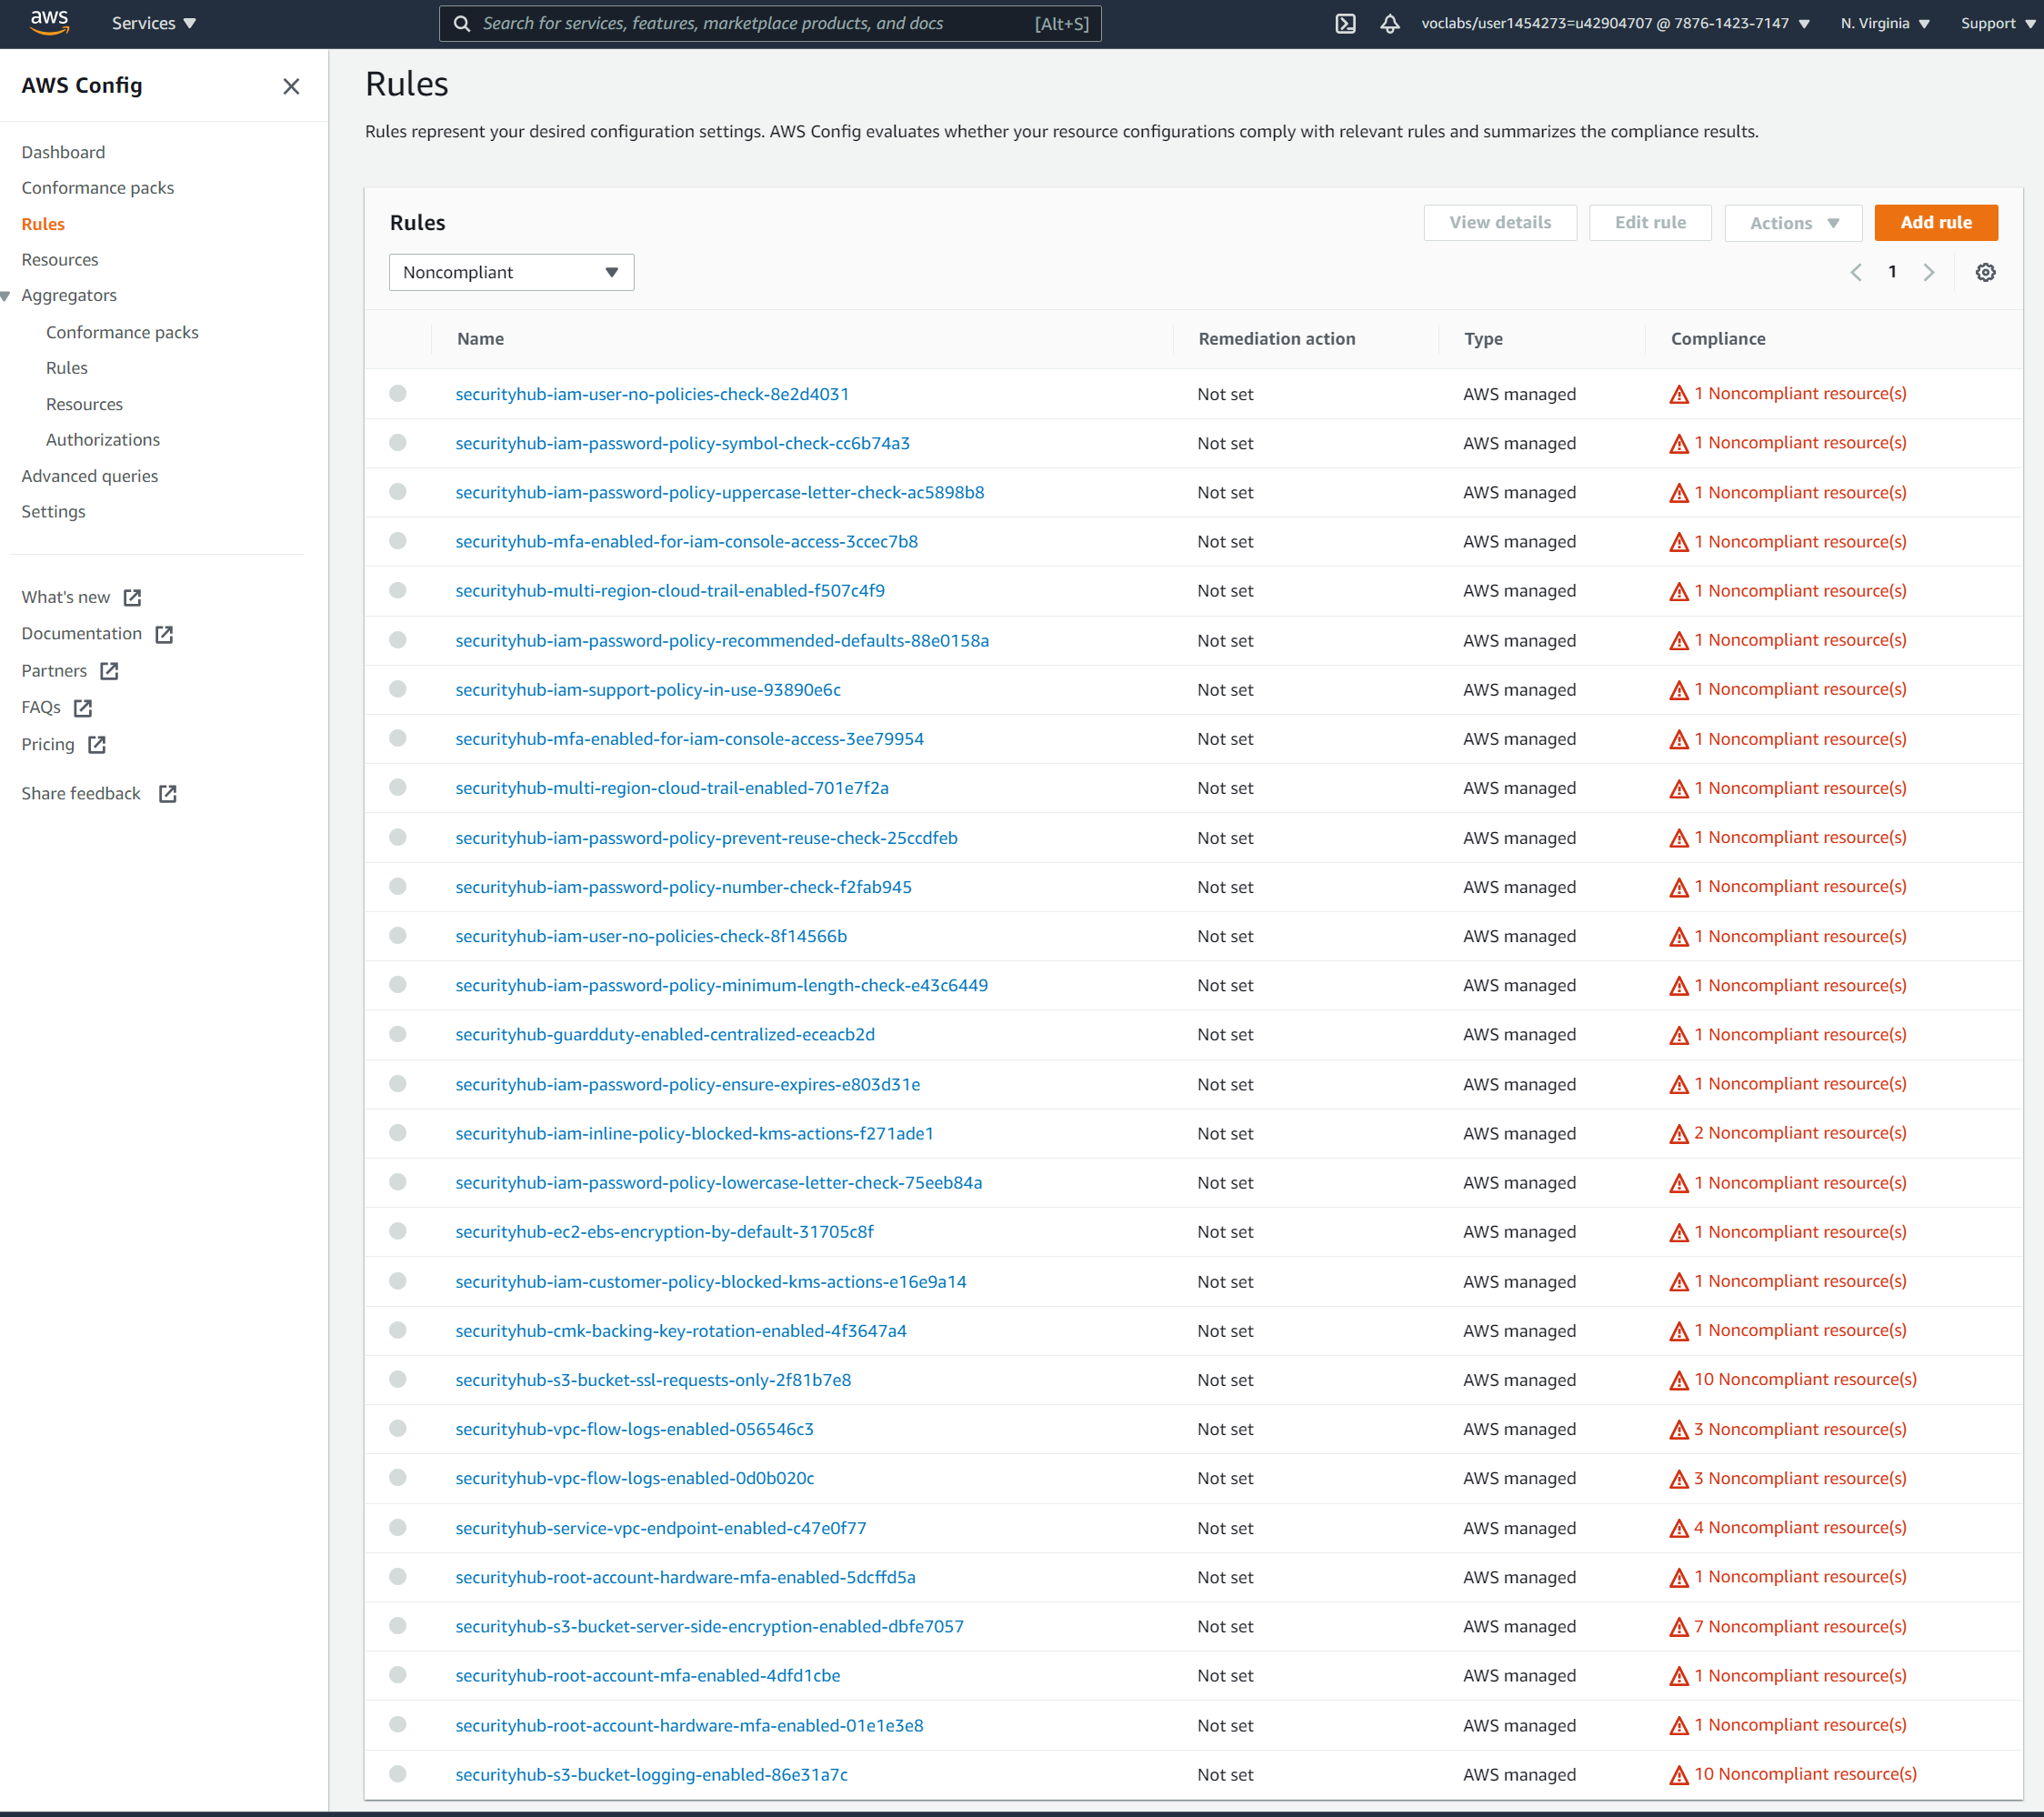 aws Services Search for services, features, marketplace products, and docs [Alt+S] voclabs/user1454273=u42904707 @ 7876-1423-7147 N. Virginia Support
AWS Config
Dashboard
Conformance packs
Rules
Resources
Aggregators
Conformance packs
Rules
Resources
Authorizations
Advanced queries
Settings
What's new
Documentation
Partners
FAQs
Pricing
Share feedback
Rules
Rules represent your desired configuration settings. AWS Config evaluates whether your resource configurations comply with relevant rules and summarizes the compliance results.
Rules View details Edit rule Actions Add rule
Noncompliant 1
Name Remediation action Type Compliance
securityhub-iam-user-no-policies-check-8e2d4031 Not set AWS managed 1 Noncompliant resource(s)
securityhub-iam-password-policy-symbol-check-cc6b74a3 Not set AWS managed 1 Noncompliant resource(s)
securityhub-iam-password-policy-uppercase-letter-check-ac5898b8 Not set AWS managed 1 Noncompliant resource(s)
securityhub-mfa-enabled-for-iam-console-access-3ccec7b8 Not set AWS managed 1 Noncompliant resource(s)
securityhub-multi-region-cloud-trail-enabled-f507c4f9 Not set AWS managed 1 Noncompliant resource(s)
securityhub-iam-password-policy-recommended-defaults-88e0158a Not set AWS managed 1 Noncompliant resource(s)
securityhub-iam-support-policy-in-use-93890e6c Not set AWS managed 1 Noncompliant resource(s)
securityhub-mfa-enabled-for-iam-console-access-3ee79954 Not set AWS managed 1 Noncompliant resource(s)
securityhub-multi-region-cloud-trail-enabled-701e7f2a Not set AWS managed 1 Noncompliant resource(s)
securityhub-iam-password-policy-prevent-reuse-check-25ccdfeb Not set AWS managed 1 Noncompliant resource(s)
securityhub-iam-password-policy-number-check-f2fab945 Not set AWS managed 1 Noncompliant resource(s)
securityhub-iam-user-no-policies-check-8f14566b Not set AWS managed 1 Noncompliant resource(s)
securityhub-iam-password-policy-minimum-length-check-e43c6449 Not set AWS managed 1 Noncompliant resource(s)
securityhub-guardduty-enabled-centralized-eceacb2d Not set AWS managed 1 Noncompliant resource(s)
securityhub-iam-password-policy-ensure-expires-e803d31e Not set AWS managed 1 Noncompliant resource(s)
securityhub-iam-inline-policy-blocked-kms-actions-f271ade1 Not set AWS managed 2 Noncompliant resource(s)
securityhub-iam-password-policy-lowercase-letter-check-75eeb84a Not set AWS managed 1 Noncompliant resource(s)
securityhub-ec2-ebs-encryption-by-default-31705c8f Not set AWS managed 1 Noncompliant resource(s)
securityhub-iam-customer-policy-blocked-kms-actions-e16e9a14 Not set AWS managed 1 Noncompliant resource(s)
securityhub-cmk-backing-key-rotation-enabled-4f3647a4 Not set AWS managed 1 Noncompliant resource(s)
securityhub-s3-bucket-ssl-requests-only-2f81b7e8 Not set AWS managed 10 Noncompliant resource(s)
securityhub-vpc-flow-logs-enabled-056546c3 Not set AWS managed 3 Noncompliant resource(s)
securityhub-vpc-flow-logs-enabled-0d0b020c Not set AWS managed 3 Noncompliant resource(s)
securityhub-service-vpc-endpoint-enabled-c47e0f77 Not set AWS managed 4 Noncompliant resource(s)
securityhub-root-account-hardware-mfa-enabled-5dcffd5a Not set AWS managed 1 Noncompliant resource(s)
securityhub-s3-bucket-server-side-encryption-enabled-dbfe7057 Not set AWS managed 7 Noncompliant resource(s)
securityhub-root-account-mfa-enabled-4dfd1cbe Not set AWS managed 1 Noncompliant resource(s)
securityhub-root-account-hardware-mfa-enabled-01e1e3e8 Not set AWS managed 1 Noncompliant resource(s)
securityhub-s3-bucket-logging-enabled-86e31a7c Not set AWS managed 10 Noncompliant resource(s)